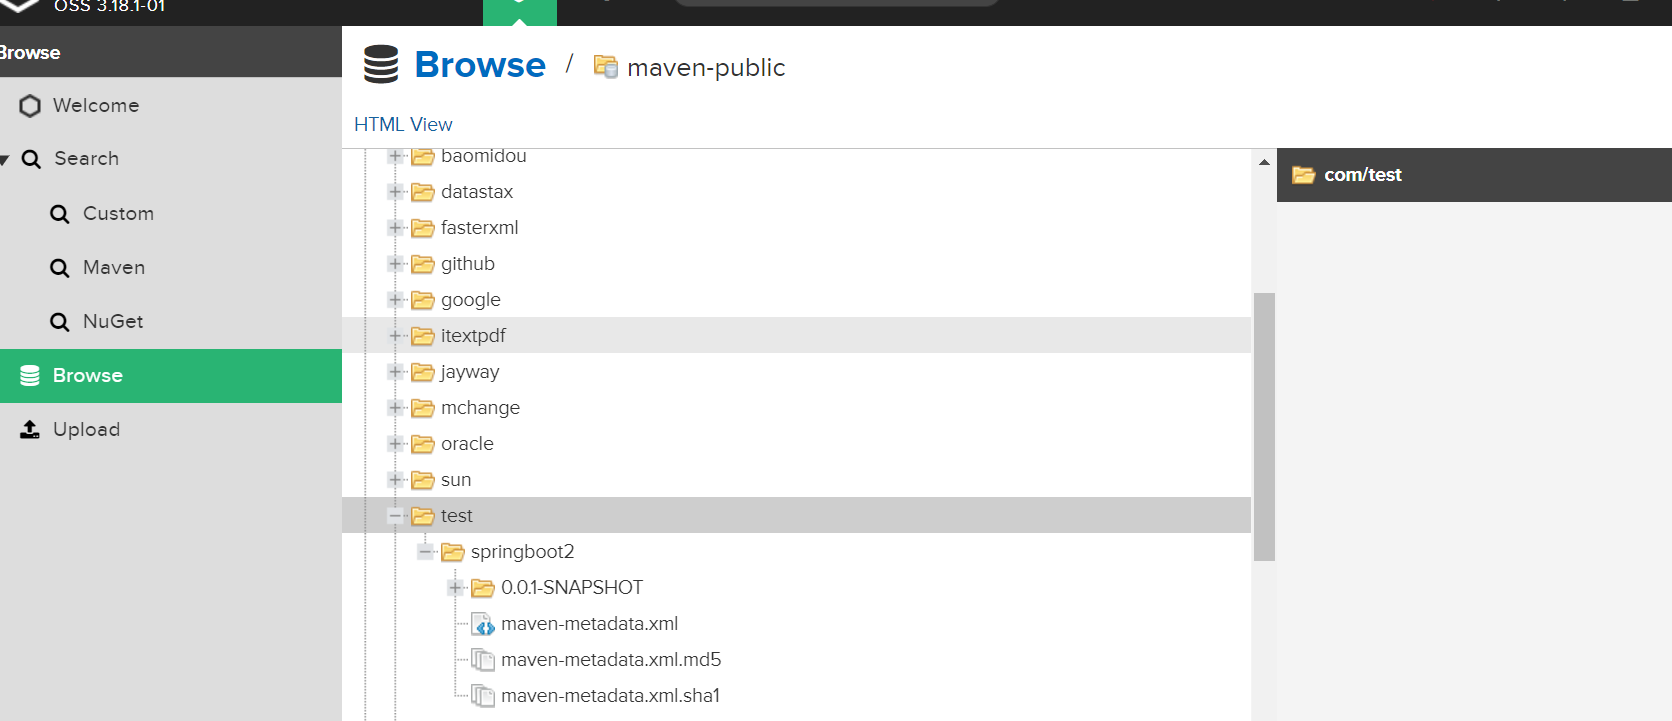 OSS 3.18.1-01
Browse
Welcome
Search
Custom
Maven
NuGet
Browse
Upload
Browse / maven-public
HTML View
baomidou
datastax
fasterxml
github
google
itextpdf
jayway
mchange
oracle
sun
test
springboot2
0.0.1-SNAPSHOT
maven-metadata.xml
maven-metadata.xml.md5
maven-metadata.xml.sha1
com/test